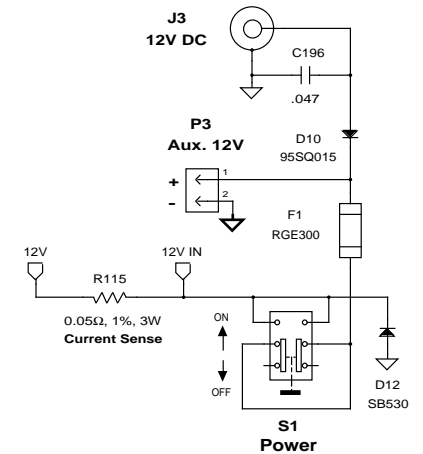 J3
12V DC
C196
.047
P3
Aux. 12V
D10
95SQ015
+
1
-
2
F1
RGE300
12V
12V IN
R115
0.05Ω, 1%, 3W
Current Sense
ON
OFF
D12
SB530
S1
Power